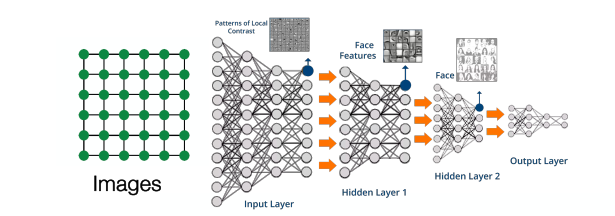 Patterns of Local
Contrast
Face
Features
Face
Images
Input Layer
Hidden Layer 1
Hidden Layer 2
Output Layer